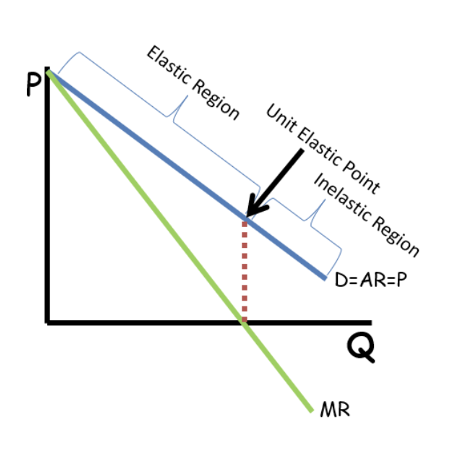 Elastic Region
P
Unit Elastic Point
Inelastic Region
D=AR=P
Q
MR